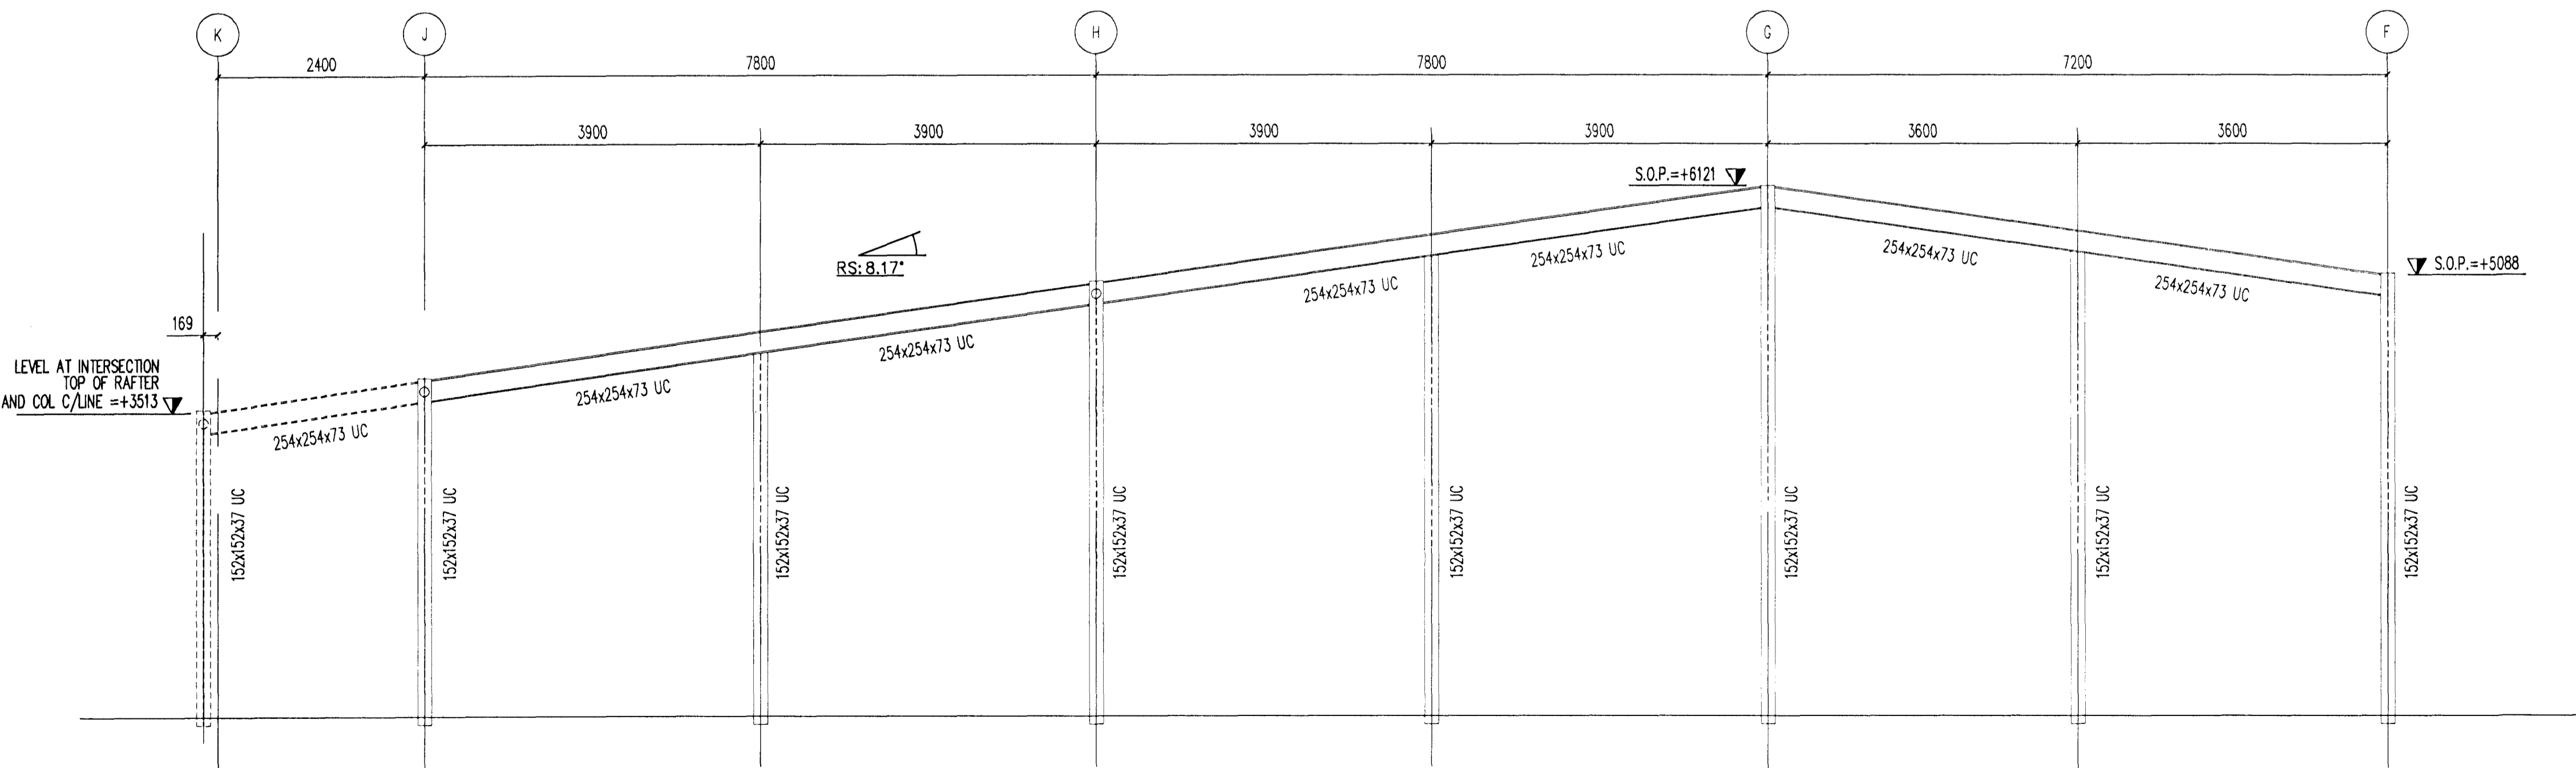 K
J
H
G
F
2400
7800
7800
7200
3900
3900
3900
3900
3600
3600
S.O.P.=+6121
RS: 8.17°
S.O.P.=+5088
169
LEVEL AT INTERSECTION
TOP OF RAFTER
AND COL C/LINE =+3513
254x254x73 UC
254x254x73 UC
254x254x73 UC
254x254x73 UC
254x254x73 UC
254x254x73 UC
254x254x73 UC
152x152x37 UC
152x152x37 UC
152x152x37 UC
152x152x37 UC
152x152x37 UC
152x152x37 UC
152x152x37 UC
152x152x37 UC